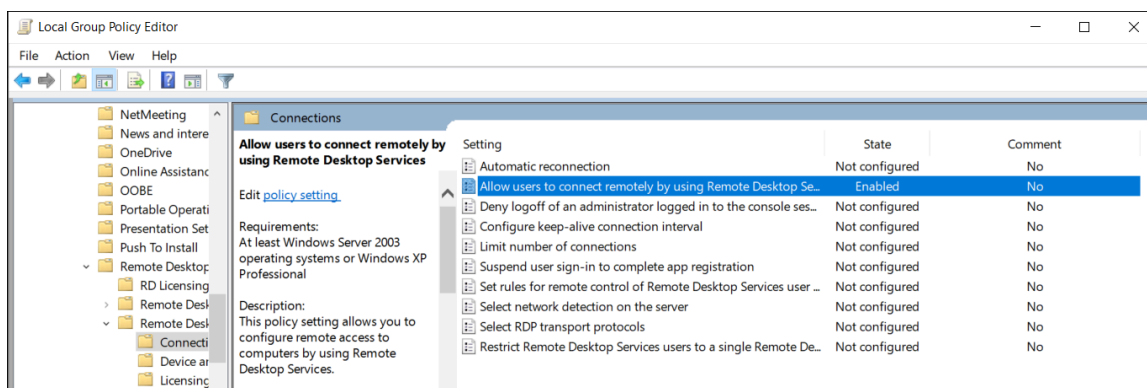 Local Group Policy Editor
File Action View Help
NetMeeting
News and intere
OneDrive
Online Assistanc
OOBE
Portable Operati
Presentation Set
Push To Install
Remote Desktop
RD Licensing
Remote Desk
Remote Desk
Connecti
Device ar
Licensing
Connections
Allow users to connect remotely by
using Remote Desktop Services
Edit policy setting
Requirements:
At least Windows Server 2003
operating systems or Windows XP
Professional
Description:
This policy setting allows you to
configure remote access to
computers by using Remote
Desktop Services.
Setting State Comment
Automatic reconnection Not configured No
Allow users to connect remotely by using Remote Desktop Se... Enabled No
Deny logoff of an administrator logged in to the console ses... Not configured No
Configure keep-alive connection interval Not configured No
Limit number of connections Not configured No
Suspend user sign-in to complete app registration Not configured No
Set rules for remote control of Remote Desktop Services user ... Not configured No
Select network detection on the server Not configured No
Select RDP transport protocols Not configured No
Restrict Remote Desktop Services users to a single Remote De... Not configured No